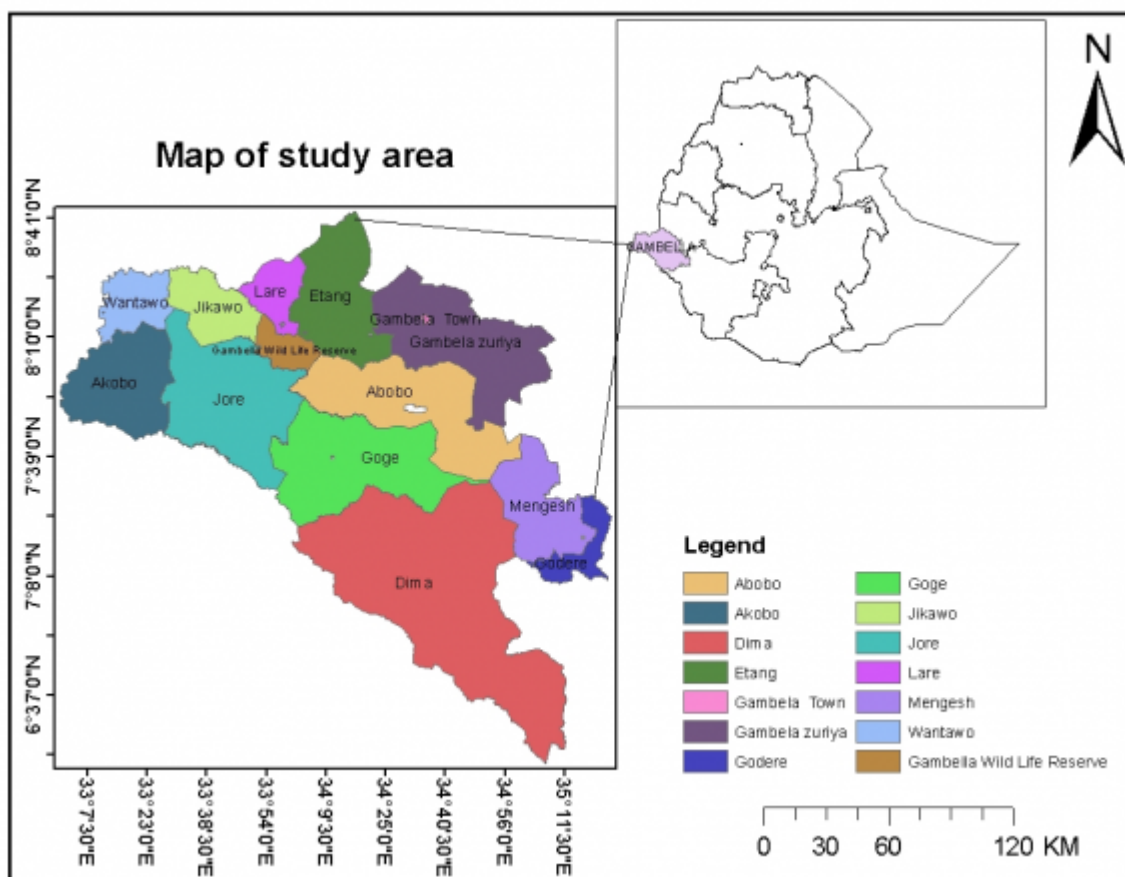 N
Map of study area
GAMBELLA
8°41'0"N
8°10'0"N
7°39'0"N
7°8'0"N
6°37'0"N
Wantawo
Jikawo
Lare
Etang
Gambela Town
Gambela zuriya
Gambella Wild Life Reserve
Akobo
Jore
Abobo
Goge
Mengesh
Godere
Dima
33°7'30"E
33°23'0"E
33°38'30"E
33°54'0"E
34°9'30"E
34°25'0"E
34°40'30"E
34°56'0"E
35°11'30"E
Legend
Abobo
Akobo
Dima
Etang
Gambela Town
Gambela zuriya
Godere
Goge
Jikawo
Jore
Lare
Mengesh
Wantawo
Gambella Wild Life Reserve
0 30 60 120 KM